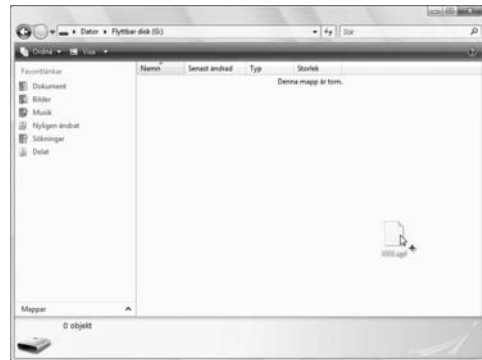 Dator ▸ Flyttbar disk (G:)
Sök
Ordna
Visa
Favoritlänkar
Dokument
Bilder
Musik
Nyligen ändrat
Sökningar
Delat
Mappar
Namn Senast ändrad Typ Storlek
Denna mapp är tom.
0 objekt